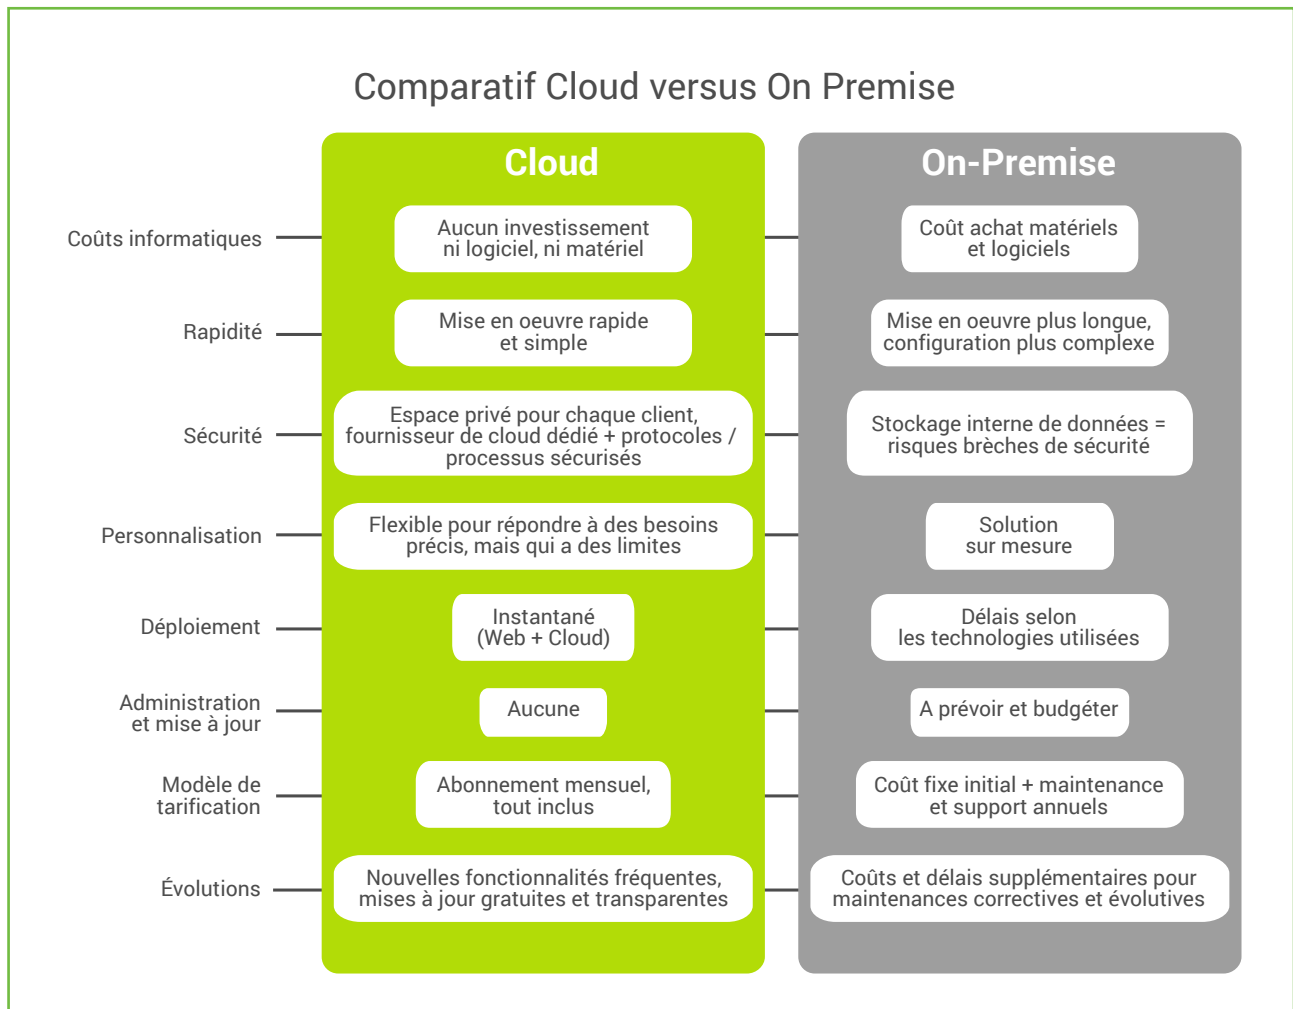 Comparatif Cloud versus On Premise
Cloud
On-Premise
Coûts informatiques
Aucun investissement
ni logiciel, ni matériel
Coût achat matériels
et logiciels
Rapidité
Mise en oeuvre rapide
et simple
Mise en oeuvre plus longue,
configuration plus complexe
Sécurité
Espace privé pour chaque client,
fournisseur de cloud dédié + protocoles /
processus sécurisés
Stockage interne de données =
risques brèches de sécurité
Personnalisation
Flexible pour répondre à des besoins
précis, mais qui a des limites
Solution
sur mesure
Déploiement
Instantané
(Web + Cloud)
Délais selon
les technologies utilisées
Administration
et mise à jour
Aucune
A prévoir et budgéter
Modèle de
tarification
Abonnement mensuel,
tout inclus
Coût fixe initial + maintenance
et support annuels
Évolutions
Nouvelles fonctionnalités fréquentes,
mises à jour gratuites et transparentes
Coûts et délais supplémentaires pour
maintenances correctives et évolutives